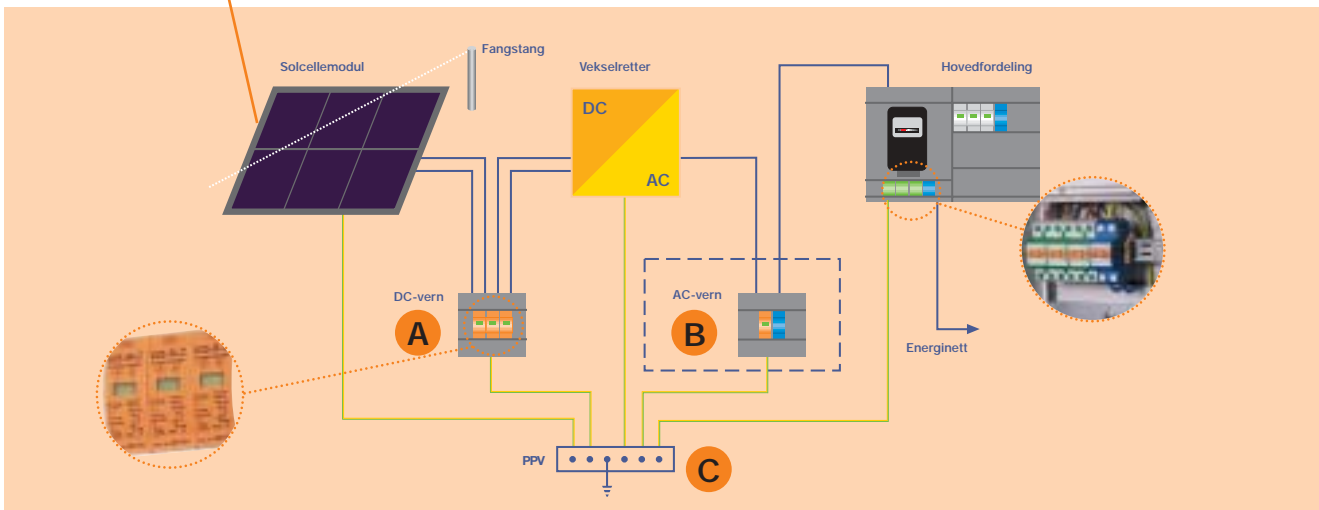 Fangstang
Solcellemodul
Vekselretter
Hovedfordeling
DC
AC
DC-vern
A
AC-vern
B
Energinett
PPV
C